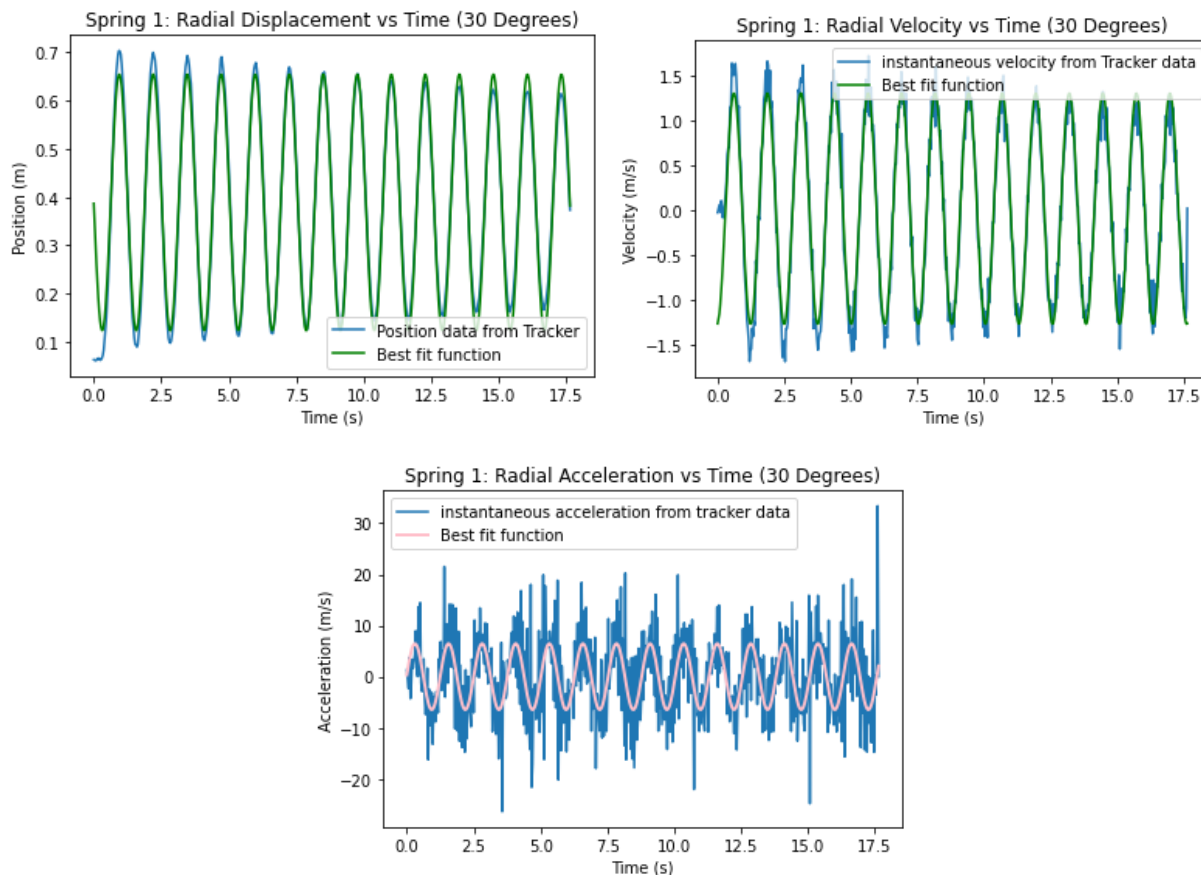 Spring 1: Radial Displacement vs Time (30 Degrees)
0.7
0.6
0.5
0.4
0.3
0.2
0.1
Position (m)
Position data from Tracker
Best fit function
0.0 2.5 5.0 7.5 10.0 12.5 15.0 17.5
Time (s)
Spring 1: Radial Velocity vs Time (30 Degrees)
1.5
1.0
0.5
0.0
−0.5
−1.0
−1.5
Velocity (m/s)
instantaneous velocity from Tracker data
Best fit function
0.0 2.5 5.0 7.5 10.0 12.5 15.0 17.5
Time (s)
Spring 1: Radial Acceleration vs Time (30 Degrees)
30
20
10
0
−10
−20
Acceleration (m/s)
instantaneous acceleration from tracker data
Best fit function
0.0 2.5 5.0 7.5 10.0 12.5 15.0 17.5
Time (s)